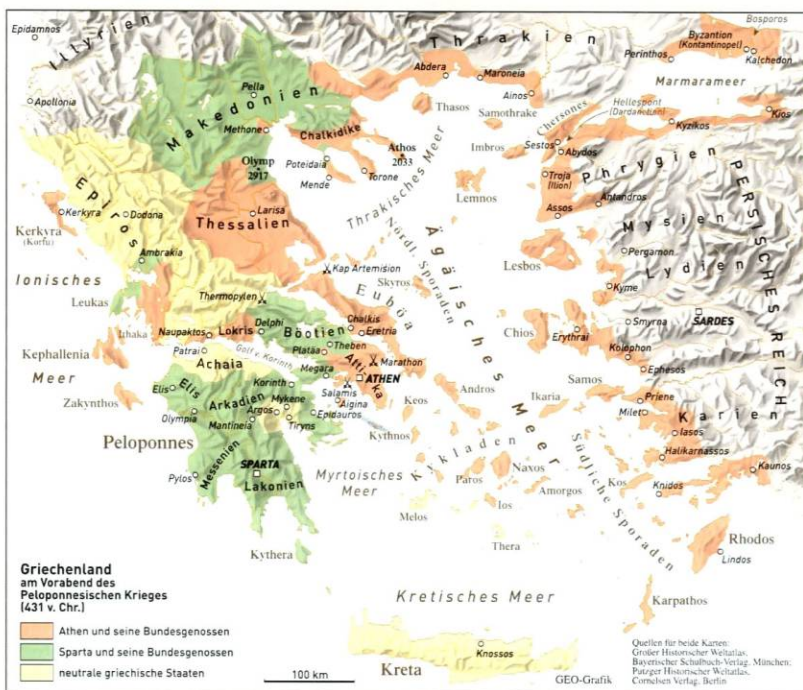 Epidamnos
Illyrien
Apollonia
Makedonien
Pella
Methone
Chalkidike
Olymp
2917
Poteidaia
Mende
Torone
Athos
2033
Thrakien
Abdera
Maroneia
Ainos
Thasos
Samothrake
Imbros
Lemnos
Bosporos
Byzantion
(Kontantinopel)
Kalchedon
Perinthos
Marmarameer
Chersones
Hellespont
(Dardanellen)
Kyzikos
Kios
Sestos
Abydos
Troja
(Ilion)
Phrygien
Assos
Antandros
PERSISCHES REICH
Mysien
Pergamon
Lydien
Lesbos
Kyme
Smyrna
SARDES
Chios
Erythrai
Kolophon
Ephesos
Samos
Ikaria
Priene
Milet
Karien
Iasos
Halikarnassos
Kos
Knidos
Kaunos
Rhodos
Lindos
Karpathos
Epiros
Kerkyra
Kerkyra
(Korfu)
Dodona
Ambrakia
Thessalien
Larisa
Thrakisches Meer
Nördl. Sporaden
Ägäisches Meer
Kap Artemision
Skyros
Euböa
Ionisches
Meer
Leukas
Ithaka
Kephallenia
Zakynthos
Thermopylen
Naupaktos
Lokris
Delphi
Böotien
Chalkis
Eretria
Theben
Platäa
Patrai
Golf v. Korinth
Achaia
Megara
Attika
Marathon
ATHEN
Salamis
Aigina
Korinth
Elis
Elis
Arkadien
Mykene
Argos
Tiryns
Epidauros
Olympia
Mantineia
Peloponnes
Messenien
SPARTA
Lakonien
Pylos
Kythera
Myrtoisches
Meer
Keos
Kythnos
Andros
Kykladen
Paros
Naxos
Ios
Amorgos
Melos
Thera
Südliche Sporaden
Kretisches Meer
Kreta
Knossos
Griechenland
am Vorabend des
Peloponnesischen Krieges
(431 v. Chr.)
Athen und seine Bundesgenossen
Sparta und seine Bundesgenossen
neutrale griechische Staaten
100 km
GEO-Grafik
Quellen für beide Karten:
Großer Historischer Weltatlas.
Bayerischer Schulbuch-Verlag. München;
Putzger Historischer Weltatlas.
Cornelsen Verlag. Berlin